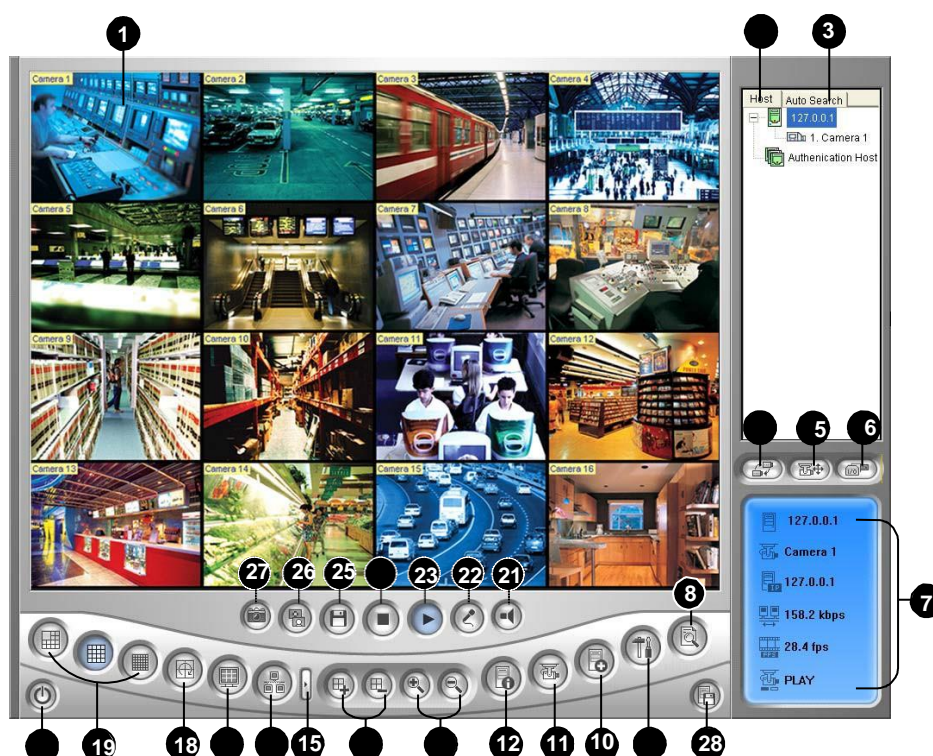 1
3
Host
Auto Search
127.0.0.1
1. Camera 1
Authenication Host
Camera 1
Camera 2
Camera 3
Camera 4
Camera 5
Camera 6
Camera 7
Camera 8
Camera 9
Camera 10
Camera 11
Camera 12
Camera 13
Camera 14
Camera 15
Camera 16
5
6
I/O
127.0.0.1
Camera 1
IP
127.0.0.1
158.2 kbps
FPS
28.4 fps
PLAY
7
27
26
25
23
22
21
8
19
18
15
12
11
10
28